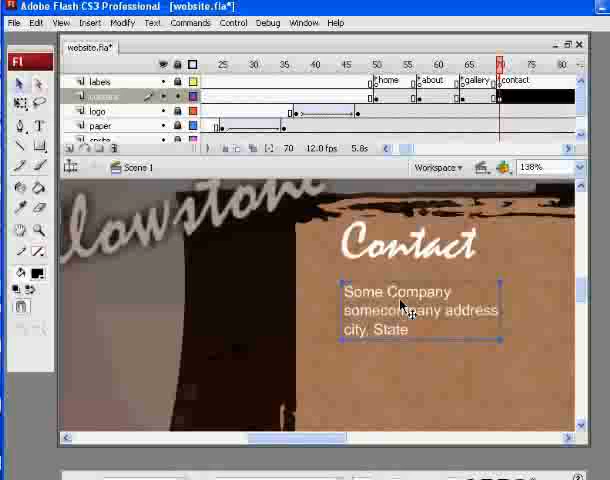 Adobe Flash CS3 Professional - [website.fla*]
File Edit View Insert Modify Text Commands Control Debug Window Help
Fl
website.fla*
25 30 35 40 45 50 55 60 65 70 75 80
labels home about gallery contact
logo
paper
70 12.0 fps 5.8s
Scene 1 Workspace 138%
llowstone
Contact
Some Company
somecompany address
city, State